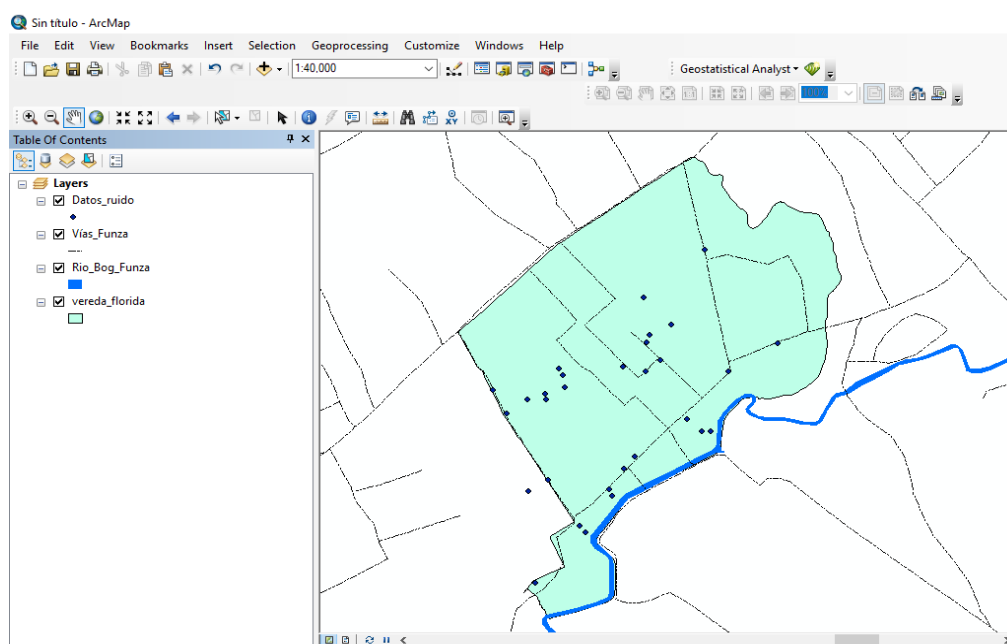 Sin título - ArcMap
File Edit View Bookmarks Insert Selection Geoprocessing Customize Windows Help
1:40,000
Geostatistical Analyst
100%
Table Of Contents
Layers
Datos_ruido
Vías_Funza
Rio_Bog_Funza
vereda_florida